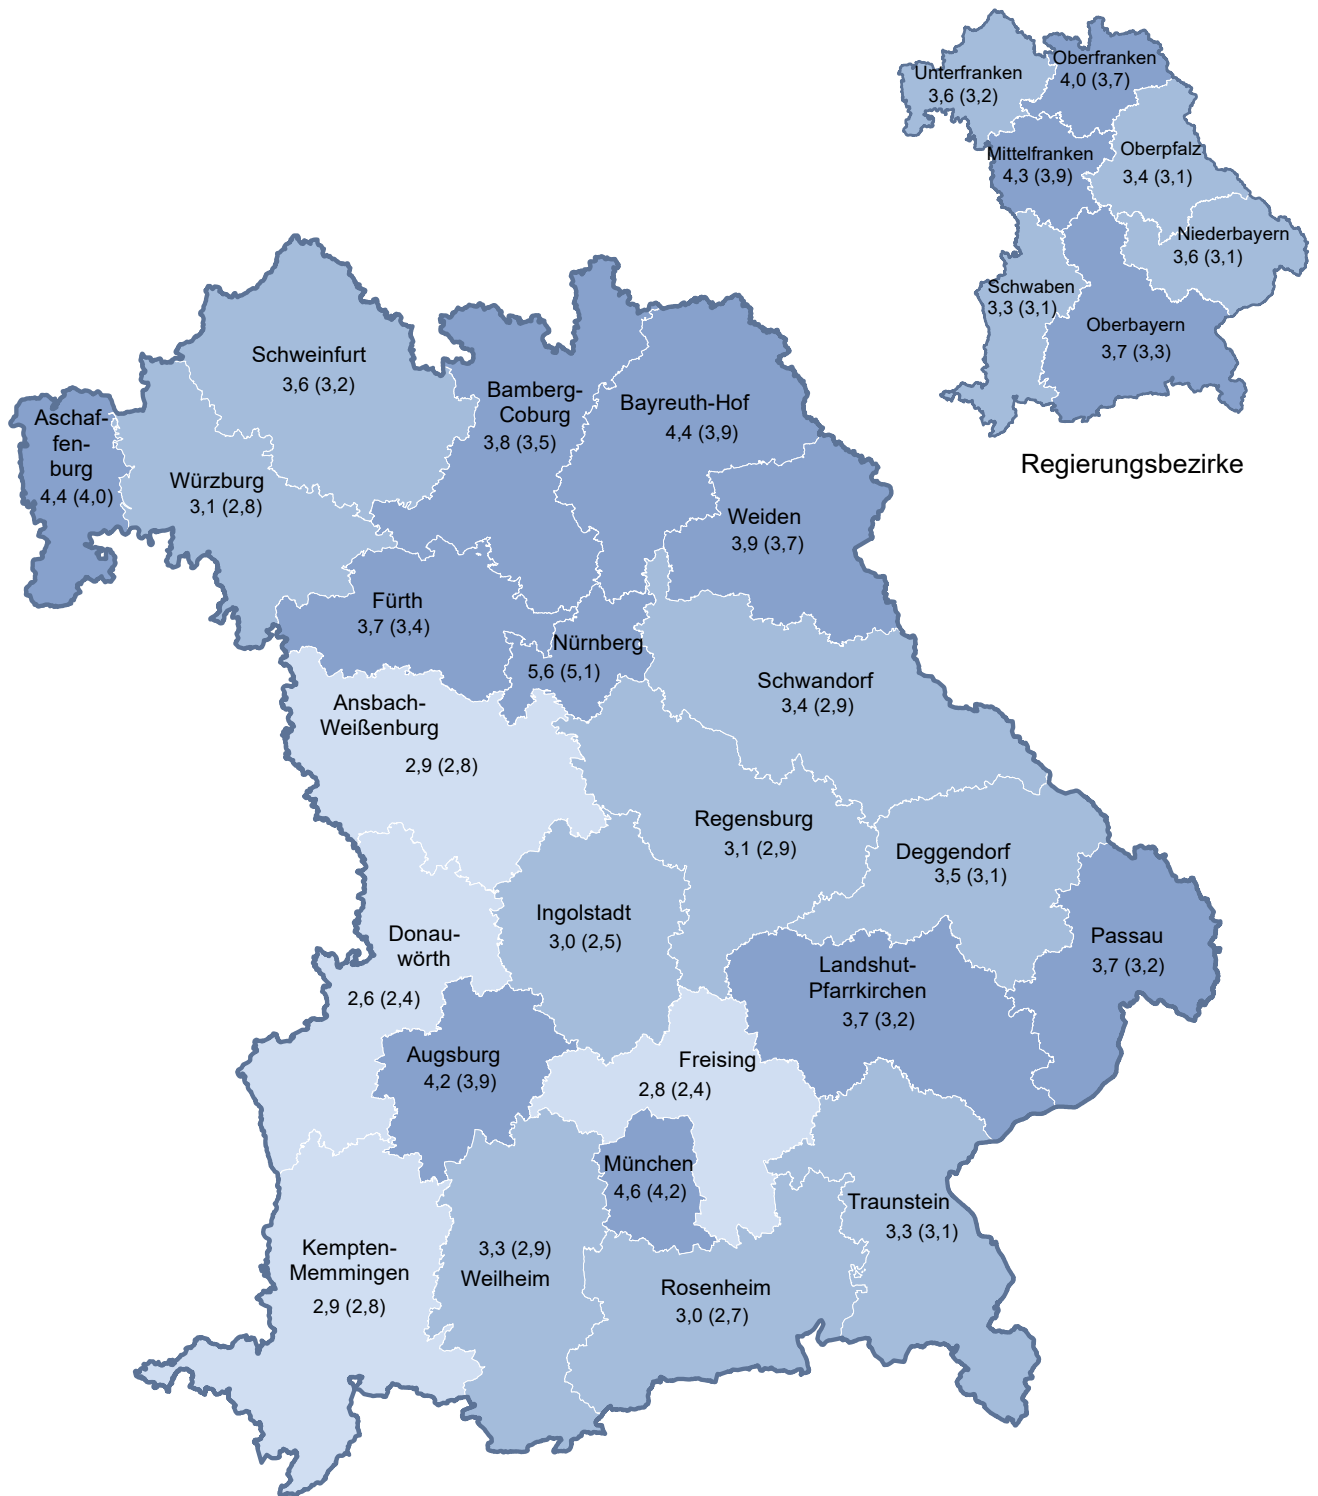 Unterfranken
3,6 (3,2)
Oberfranken
4,0 (3,7)
Mittelfranken
4,3 (3,9)
Oberpfalz
3,4 (3,1)
Niederbayern
3,6 (3,1)
Schwaben
3,3 (3,1)
Oberbayern
3,7 (3,3)
Regierungsbezirke
Schweinfurt
3,6 (3,2)
Bamberg-
Coburg
3,8 (3,5)
Bayreuth-Hof
4,4 (3,9)
Aschaf-
fen-
burg
4,4 (4,0)
Würzburg
3,1 (2,8)
Weiden
3,9 (3,7)
Fürth
3,7 (3,4)
Nürnberg
5,6 (5,1)
Schwandorf
3,4 (2,9)
Ansbach-
Weißenburg
2,9 (2,8)
Regensburg
3,1 (2,9)
Deggendorf
3,5 (3,1)
Ingolstadt
3,0 (2,5)
Passau
3,7 (3,2)
Donau-
wörth
2,6 (2,4)
Landshut-
Pfarrkirchen
3,7 (3,2)
Augsburg
4,2 (3,9)
Freising
2,8 (2,4)
München
4,6 (4,2)
Traunstein
3,3 (3,1)
Kempten-
Memmingen
2,9 (2,8)
3,3 (2,9)
Weilheim
Rosenheim
3,0 (2,7)